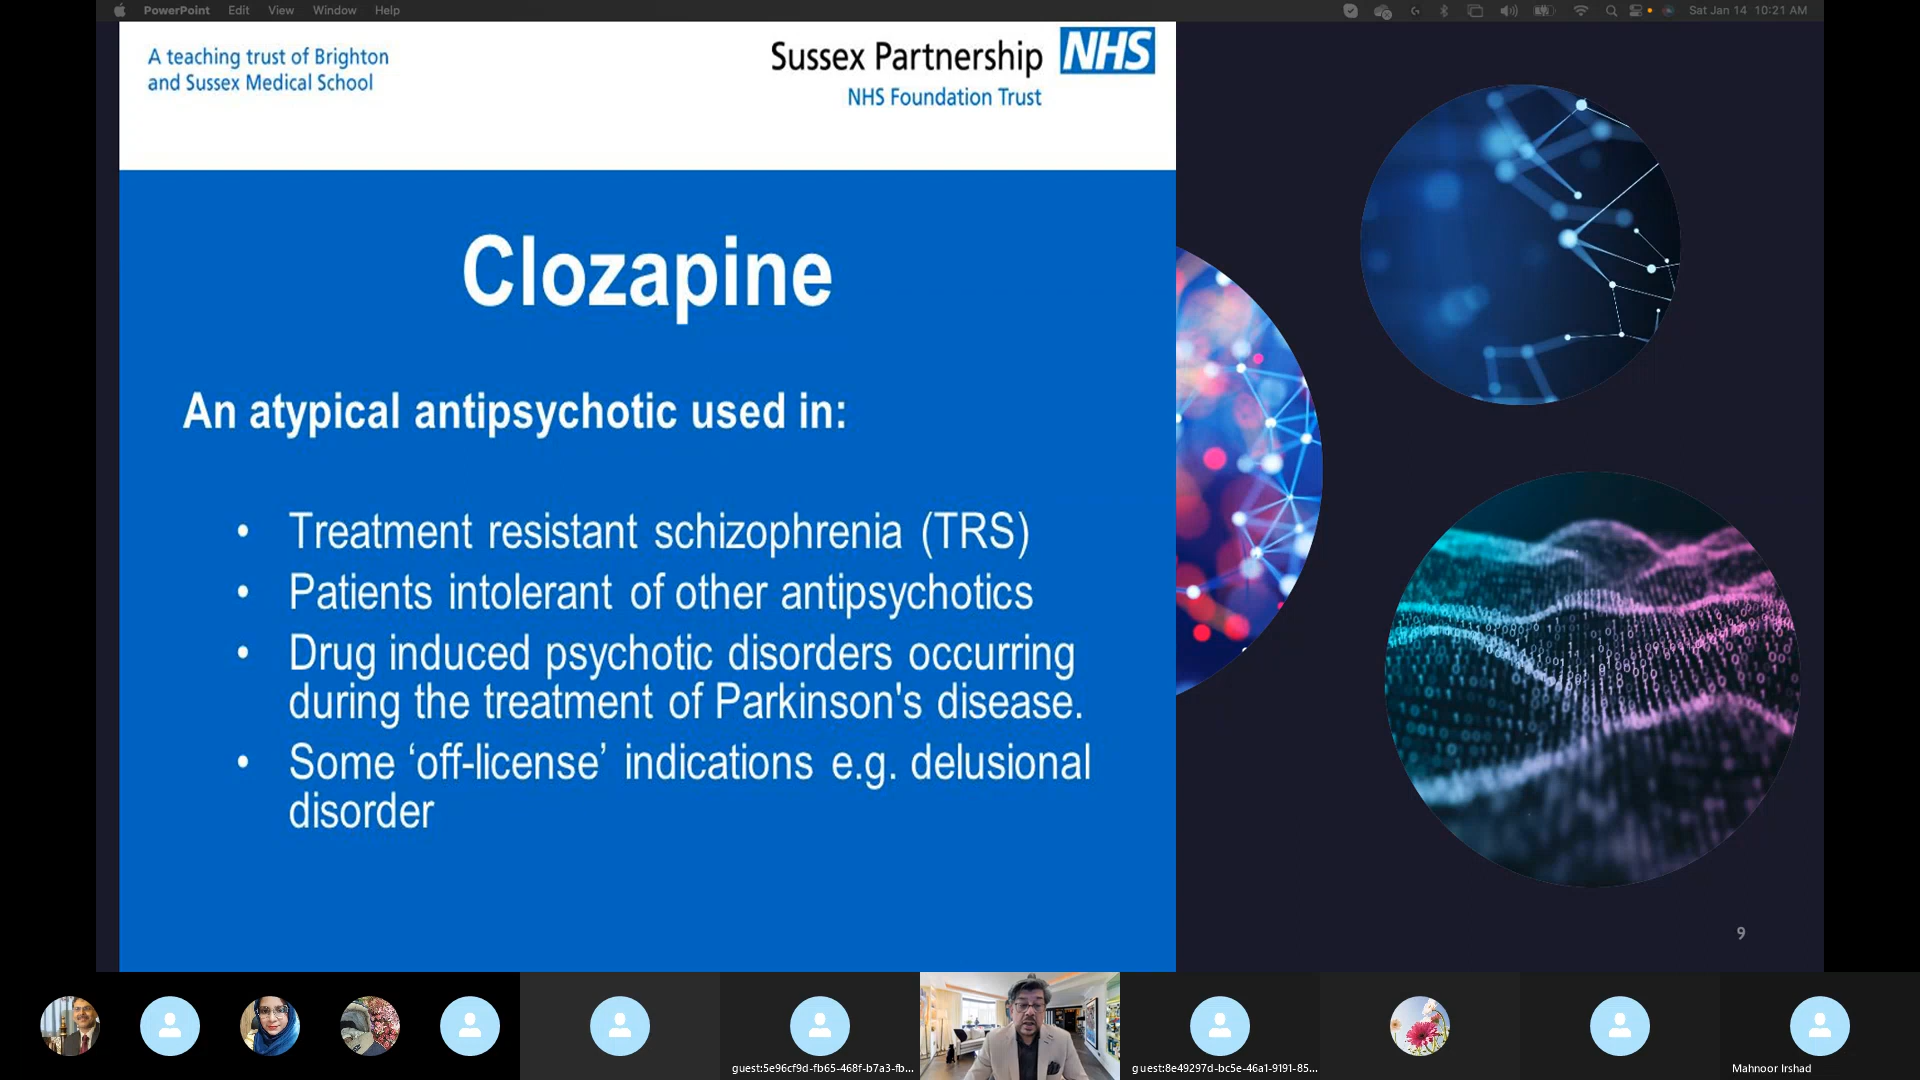 PowerPoint Edit View Window Help
Sat Jan 14 10:21 AM
A teaching trust of Brighton
and Sussex Medical School
Sussex Partnership NHS
NHS Foundation Trust
Clozapine
An atypical antipsychotic used in:
• Treatment resistant schizophrenia (TRS)
• Patients intolerant of other antipsychotics
• Drug induced psychotic disorders occurring
during the treatment of Parkinson's disease.
• Some ‘off-license’ indications e.g. delusional
disorder
9
guest:5e96cf9d-fb65-468f-b7a3-fb...
guest:8e49297d-bc5e-46a1-9191-85...
Mahnoor Irshad